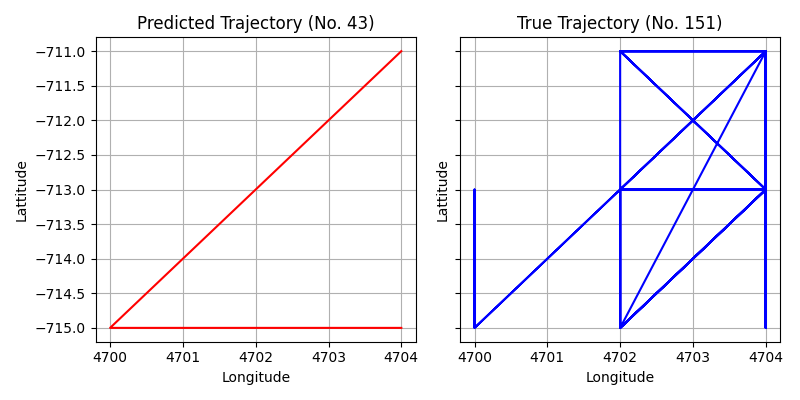 Predicted Trajectory (No. 43)
True Trajectory (No. 151)
Lattitude
−711.0
−711.5
−712.0
−712.5
−713.0
−713.5
−714.0
−714.5
−715.0
4700 4701 4702 4703 4704
Longitude
Lattitude
4700 4701 4702 4703 4704
Longitude